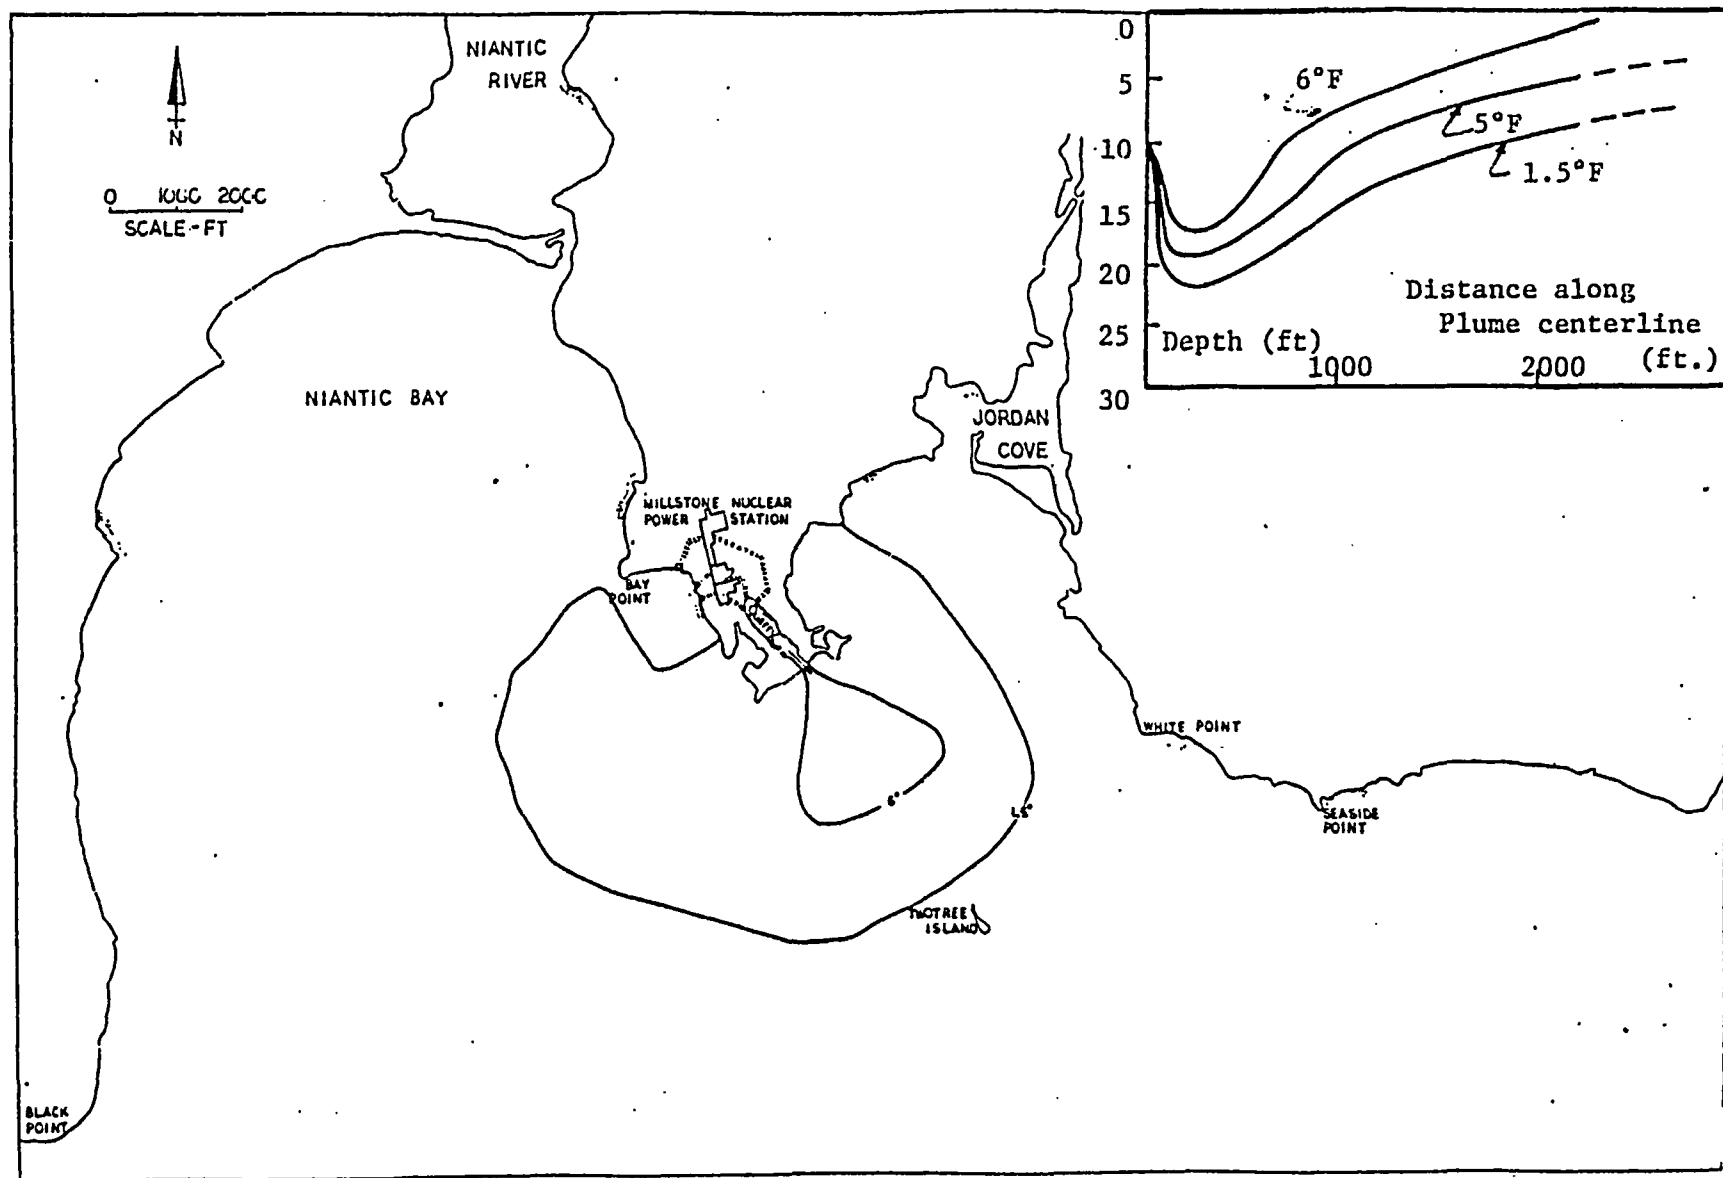 NIANTIC
RIVER
N
0 1000 2000
SCALE-FT
NIANTIC BAY
MILLSTONE NUCLEAR
POWER STATION
BAY
POINT
JORDAN
COVE
WHITE POINT
SEASIDE
POINT
6°
1.5°
TWOTREE
ISLAND
BLACK
POINT
0
5
10
15
20
25
30
6°F
5°F
1.5°F
Distance along
Plume centerline
(ft.)
Depth (ft)
1000
2000